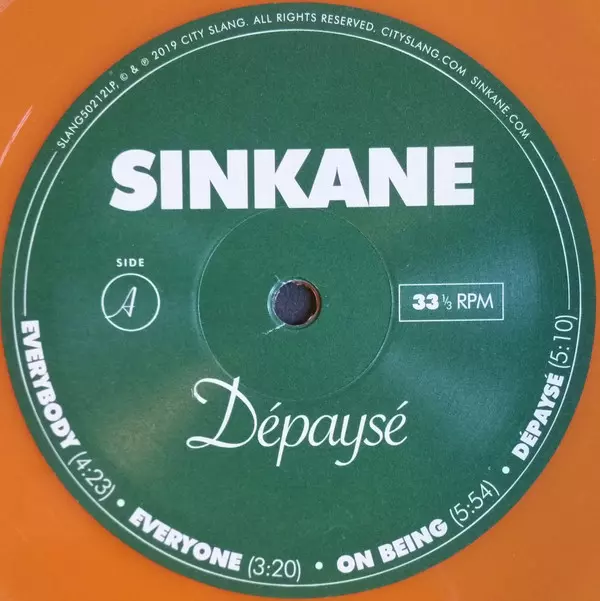 SLANG50212LP, © & ℗ 2019 CITY SLANG. ALL RIGHTS RESERVED. CITYSLANG.COM SINKANE.COM
SINKANE
SIDE
A
33 ⅓ RPM
Dépaysé
EVERYBODY (4:23) • EVERYONE (3:20) • ON BEING (5:54) • DÉPAYSÉ (5:10)